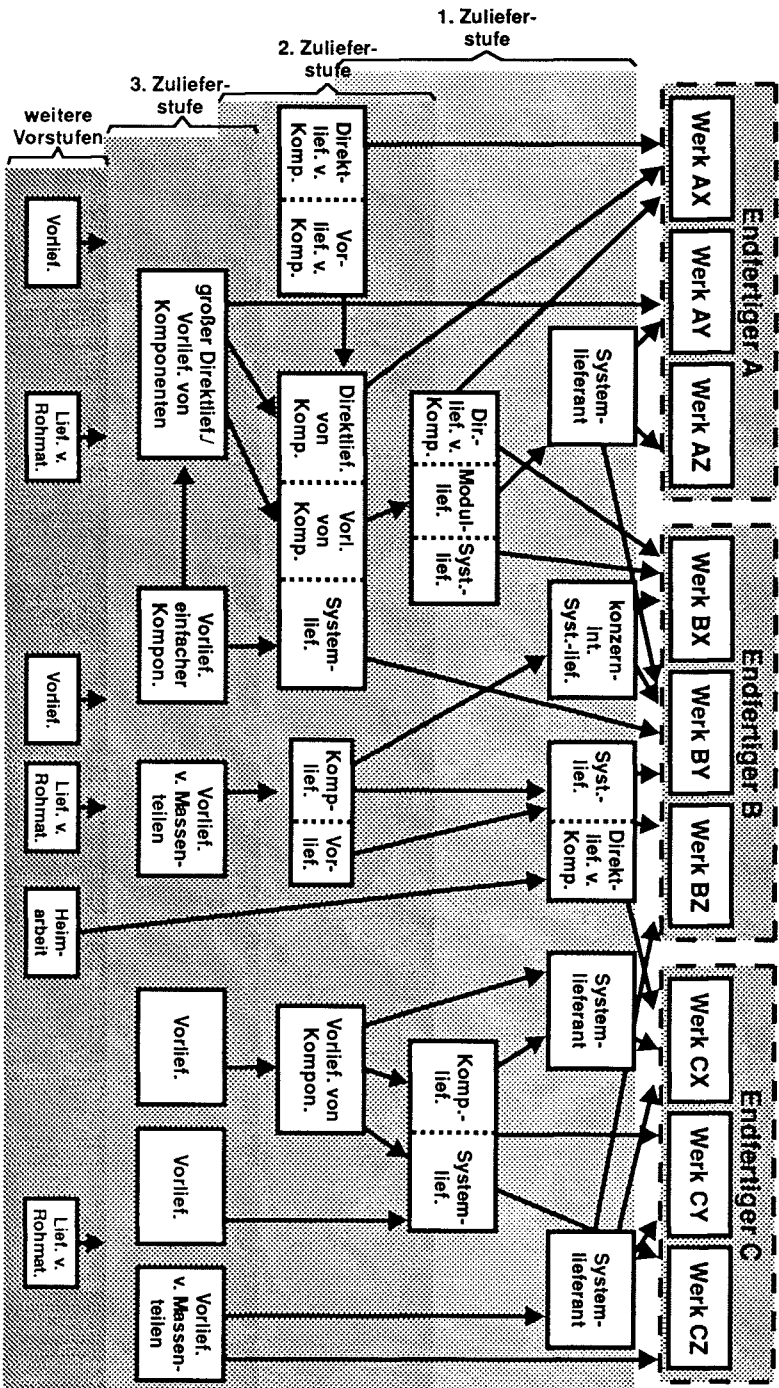 Endfertiger A
Werk AX
Werk AY
Werk AZ
Endfertiger B
Werk BX
Werk BY
Werk BZ
Endfertiger C
Werk CX
Werk CY
Werk CZ
1. Zuliefer-
stufe
System-
lieferant
konzern-
int.
Syst.-lief.
Syst.-
lief.
Direkt-
lief. v.
Komp.
System-
lieferant
System-
lieferant
Dir.-
lief. v.
Komp.
Modul-
lief.
Syst.-
lief.
Komp.-
lief.
System-
lief.
2. Zuliefer-
stufe
Direkt-
lief. v.
Komp.
Vor-
lief. v.
Komp.
Direktlief.
von
Komp.
Vorl.
von
Komp.
System-
lief.
Komp-
lief.
Vor-
lief.
Vorlief. von
Kompon.
3. Zuliefer-
stufe
großer Direktlief./
Vorlief. von
Komponenten
Vorlief.
einfacher
Kompon.
Vorlief.
v. Massen-
teilen
Vorlief.
Vorlief.
Vorlief.
v. Massen-
teilen
weitere
Vorstufen
Vorlief.
Lief. v.
Rohmat.
Vorlief.
Lief. v.
Rohmat.
Heim-
arbeit
Lief. v.
Rohmat.